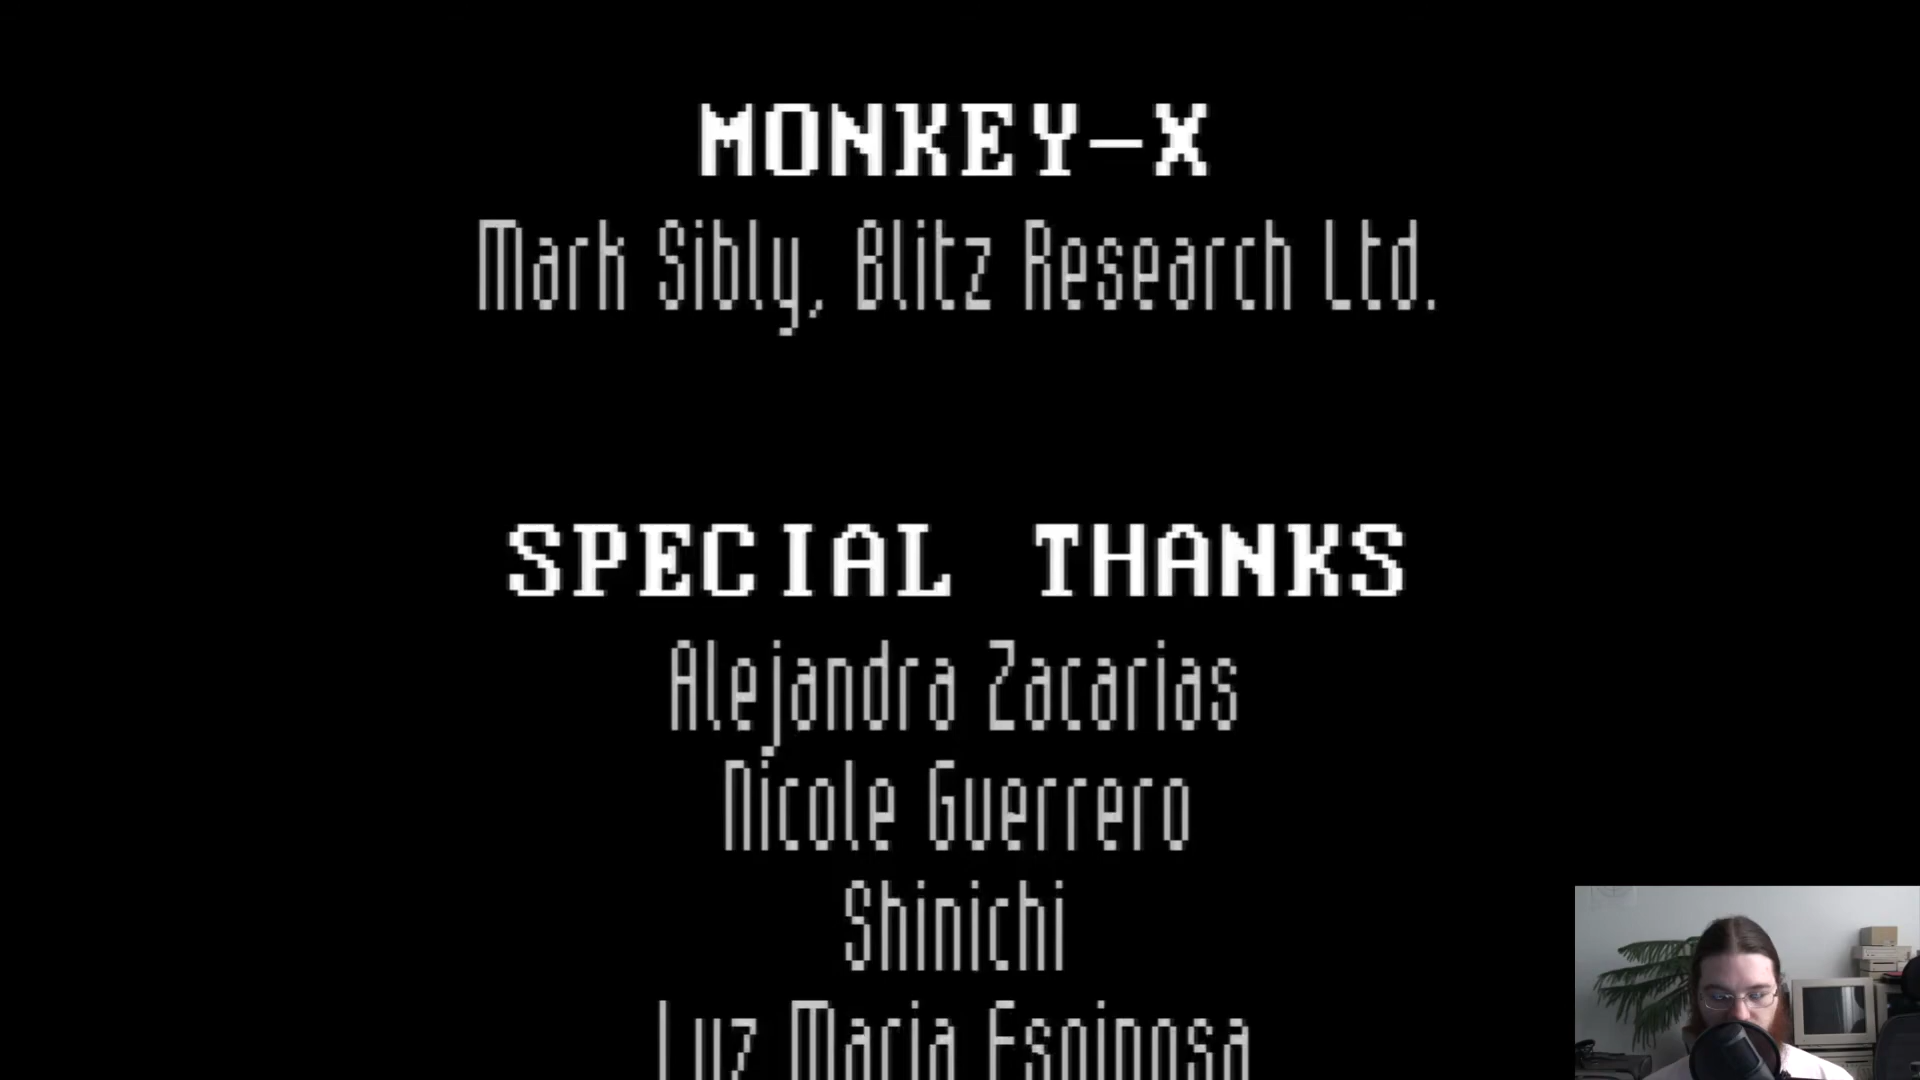 MONKEY-X
Mark Sibly, Blitz Research Ltd.
SPECIAL THANKS
Alejandra Zacarias
Nicole Guerrero
Shinichi
Luz Maria Espinosa